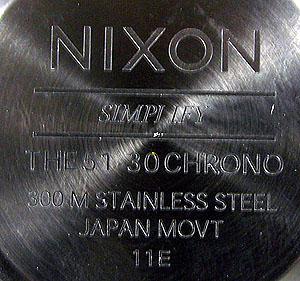 NIXON
SIMPLIFY
THE 51-30 CHRONO
300 M STAINLESS STEEL
JAPAN MOVT
11E